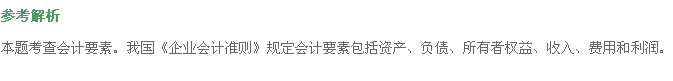 参考解析
本题考查会计要素。我国《企业会计准则》规定会计要素包括资产、负债、所有者权益、收入、费用和利润。